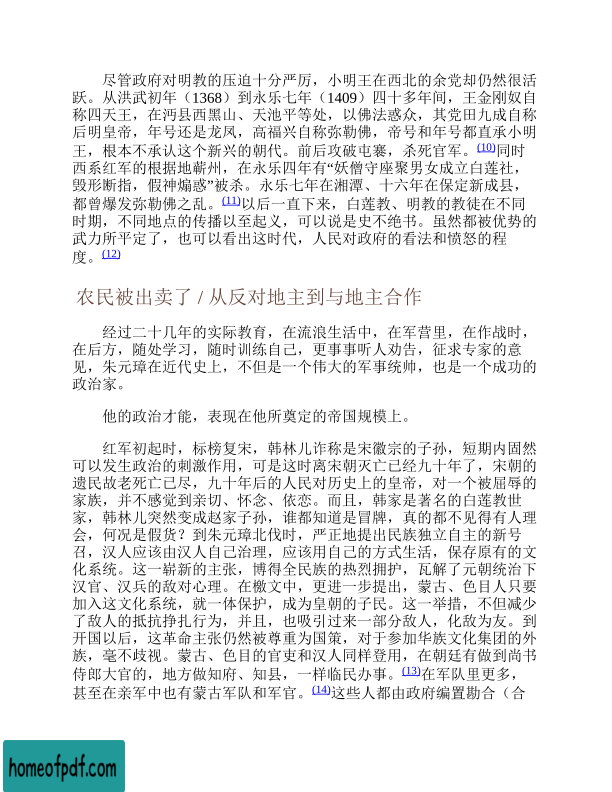 尽管政府对明教的压迫十分严厉，小明王在西北的余党却仍然很活
跃。从洪武初年（1368）到永乐七年（1409）四十多年间，王金刚奴自
称四天王，在沔县西黑山、天池平等处，以佛法惑众，其党田九成自称
后明皇帝，年号还是龙凤，高福兴自称弥勒佛，帝号和年号都直承小明
王，根本不承认这个新兴的朝代。前后攻破屯寨，杀死官军。(10)同时
西系红军的根据地蕲州，在永乐四年有“妖僧守座聚男女成立白莲社，
毁形断指，假神煽惑”被杀。永乐七年在湘潭、十六年在保定新成县，
都曾爆发弥勒佛之乱。(11)以后一直下来，白莲教、明教的教徒在不同
时期，不同地点的传播以至起义，可以说是史不绝书。虽然都被优势的
武力所平定了，也可以看出这时代，人民对政府的看法和愤怒的程
度。(12)
农民被出卖了 / 从反对地主到与地主合作
经过二十几年的实际教育，在流浪生活中，在军营里，在作战时，
在后方，随处学习，随时训练自己，更事事听人劝告，征求专家的意
见，朱元璋在近代史上，不但是一个伟大的军事统帅，也是一个成功的
政治家。
他的政治才能，表现在他所奠定的帝国规模上。
红军初起时，标榜复宋，韩林儿诈称是宋徽宗的子孙，短期内固然
可以发生政治的刺激作用，可是这时离宋朝灭亡已经九十年了，宋朝的
遗民故老死亡已尽，九十年后的人民对历史上的皇帝，对一个被屈辱的
家族，并不感觉到亲切、怀念、依恋。而且，韩家是著名的白莲教世
家，韩林儿突然变成赵家子孙，谁都知道是冒牌，真的都不见得有人理
会，何况是假货？到朱元璋北伐时，严正地提出民族独立自主的新号
召，汉人应该由汉人自己治理，应该用自己的方式生活，保存原有的文
化系统。这一崭新的主张，博得全民族的热烈拥护，瓦解了元朝统治下
汉官、汉兵的敌对心理。在檄文中，更进一步提出，蒙古、色目人只要
加入这文化系统，就一体保护，成为皇朝的子民。这一举措，不但减少
了敌人的抵抗挣扎行为，并且，也吸引过来一部分敌人，化敌为友。到
开国以后，这革命主张仍然被尊重为国策，对于参加华族文化集团的外
族，毫不歧视。蒙古、色目的官吏和汉人同样登用，在朝廷有做到尚书
侍郎大官的，地方做知府、知县，一样临民办事。(13)在军队里更多，
甚至在亲军中也有蒙古军队和军官。(14)这些人都由政府编置勘合（合
homeofpdf.com